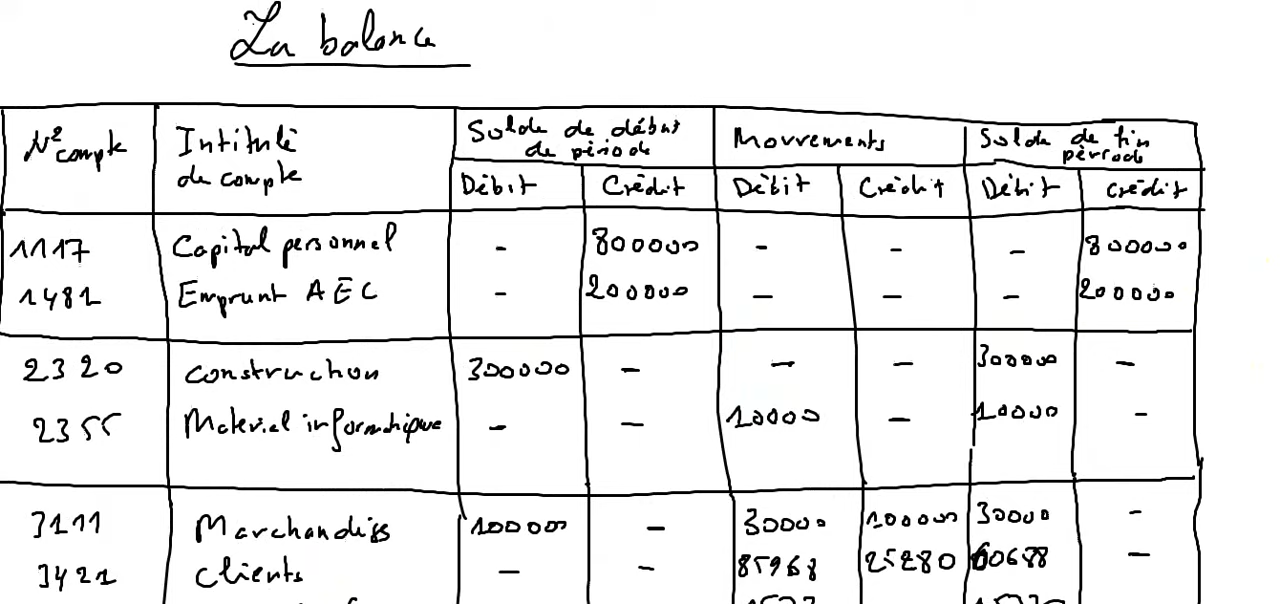 La balance
N° compte Intitulé de compte Solde de début de période Mouvements Solde de fin période
Débit Crédit Débit Crédit Débit crédit
1117 Capital personnel - 800000 - - - 800000
1481 Emprunt AEC - 200000 - - - 200000
2320 construction 300000 - - - 300000 -
2355 Matériel informatique - - 10000 - 10000 -
3111 Marchandises 100000 - 30000 100000 30000 -
3421 clients - - 85968 25280 60688 -